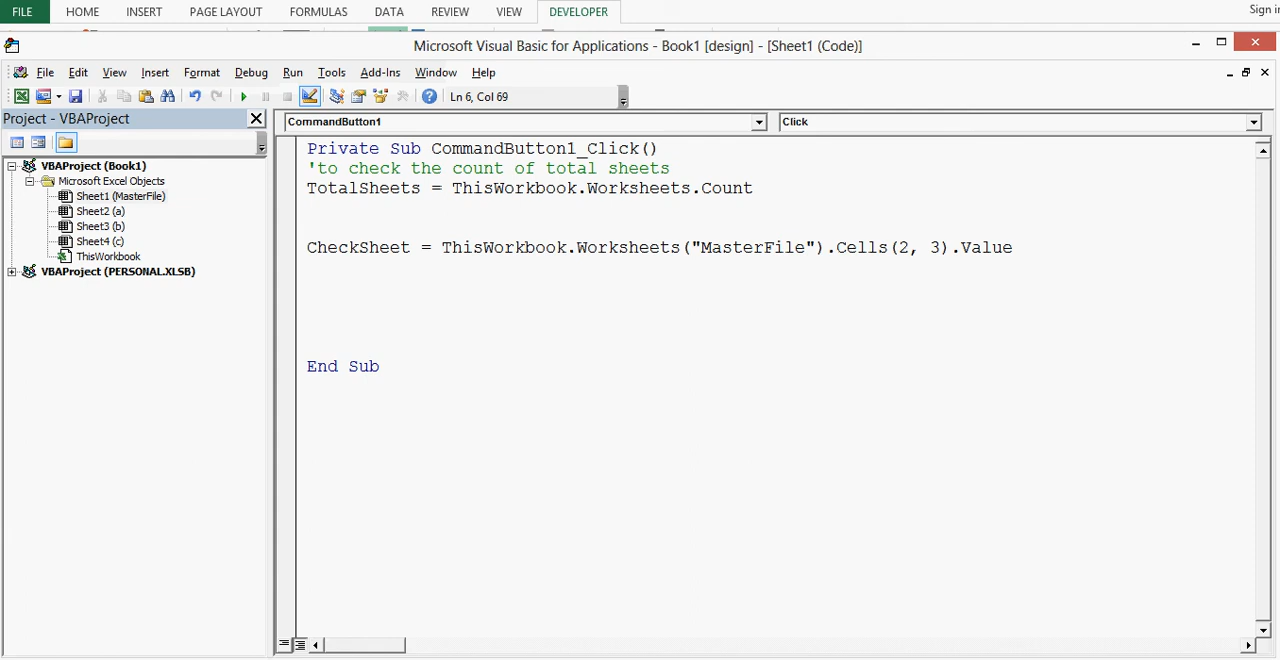 FILE HOME INSERT PAGE LAYOUT FORMULAS DATA REVIEW VIEW DEVELOPER Sign
Microsoft Visual Basic for Applications - Book1 [design] - [Sheet1 (Code)]
File Edit View Insert Format Debug Run Tools Add-Ins Window Help
Ln 6, Col 69
Project - VBAProject
CommandButton1 Click
VBAProject (Book1)
Microsoft Excel Objects
Sheet1 (MasterFile)
Sheet2 (a)
Sheet3 (b)
Sheet4 (c)
ThisWorkbook
VBAProject (PERSONAL.XLSB)
Private Sub CommandButton1_Click()
'to check the count of total sheets
TotalSheets = ThisWorkbook.Worksheets.Count
CheckSheet = ThisWorkbook.Worksheets("MasterFile").Cells(2, 3).Value
End Sub